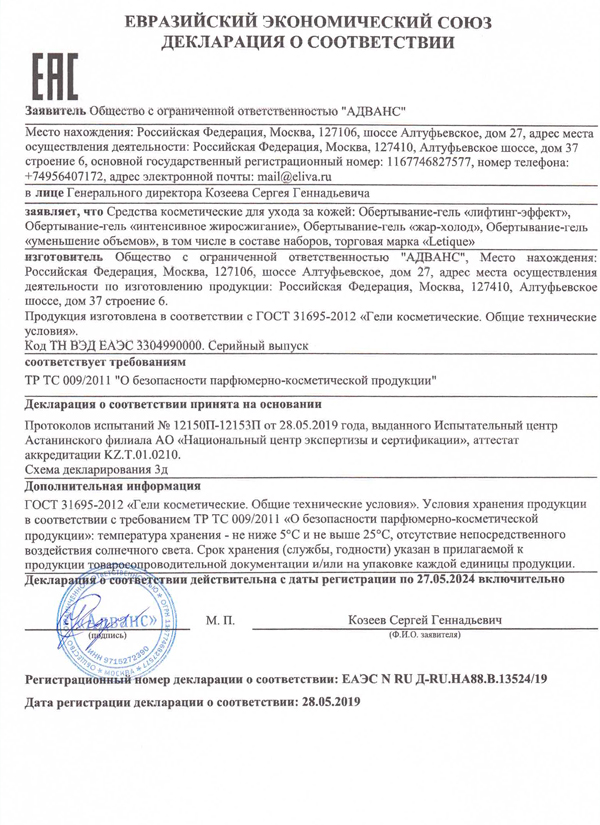 ЕВРАЗИЙСКИЙ ЭКОНОМИЧЕСКИЙ СОЮЗ
ДЕКЛАРАЦИЯ О СООТВЕТСТВИИ
ЕАС
Заявитель Общество с ограниченной ответственностью "АДВАНС"
Место нахождения: Российская Федерация, Москва, 127106, шоссе Алтуфьевское, дом 27, адрес места
осуществления деятельности: Российская Федерация, Москва, 127410, Алтуфьевское шоссе, дом 37
строение 6, основной государственный регистрационный номер: 1167746827577, номер телефона:
+74956407172, адрес электронной почты: mail@eliva.ru
в лице Генерального директора Козеева Сергея Геннадьевича
заявляет, что Средства косметические для ухода за кожей: Обертывание-гель «лифтинг-эффект»,
Обертывание-гель «интенсивное жиросжигание», Обертывание-гель «жар-холод», Обертывание-гель
«уменьшение объемов», в том числе в составе наборов, торговая марка «Letique»
изготовитель Общество с ограниченной ответственностью "АДВАНС", Место нахождения:
Российская Федерация, Москва, 127106, шоссе Алтуфьевское, дом 27, адрес места осуществления
деятельности по изготовлению продукции: Российская Федерация, Москва, 127410, Алтуфьевское
шоссе, дом 37 строение 6.
Продукция изготовлена в соответствии с ГОСТ 31695-2012 «Гели косметические. Общие технические
условия».
Код ТН ВЭД ЕАЭС 3304990000. Серийный выпуск
соответствует требованиям
ТР ТС 009/2011 "О безопасности парфюмерно-косметической продукции"
Декларация о соответствии принята на основании
Протоколов испытаний № 12150П-12153П от 28.05.2019 года, выданного Испытательный центр
Астанинского филиала АО «Национальный центр экспертизы и сертификации», аттестат
аккредитации KZ.T.01.0210.
Схема декларирования 3д
Дополнительная информация
ГОСТ 31695-2012 «Гели косметические. Общие технические условия». Условия хранения продукции
в соответствии с требованием ТР ТС 009/2011 «О безопасности парфюмерно-косметической
продукции»: температура хранения - не ниже 5°С и не выше 25°С, отсутствие непосредственного
воздействия солнечного света. Срок хранения (службы, годности) указан в прилагаемой к
продукции товаросопроводительной документации и/или на упаковке каждой единицы продукции.
Декларация о соответствии действительна с даты регистрации по 27.05.2024 включительно
«Адванс»
М. П.
Козеев Сергей Геннадьевич
(подпись)
(Ф.И.О. заявителя)
ИНН 9715272390
МОСКВА
Регистрационный номер декларации о соответствии: ЕАЭС N RU Д-RU.НА88.В.13524/19
Дата регистрации декларации о соответствии: 28.05.2019